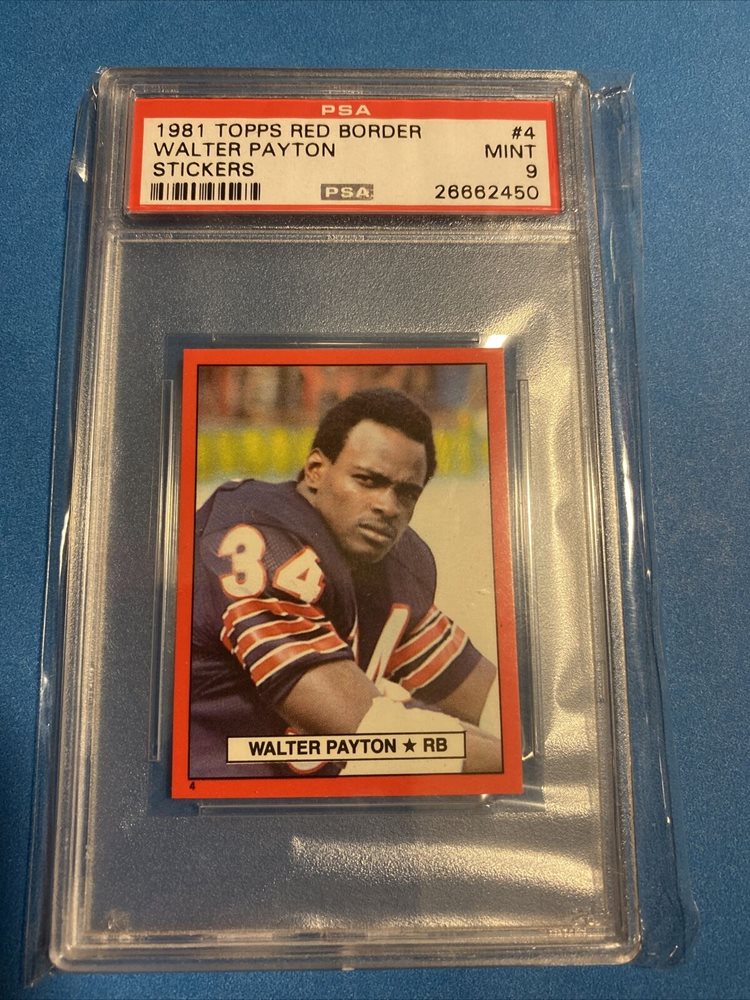 PSA
1981 TOPPS RED BORDER #4
WALTER PAYTON MINT
STICKERS 9
PSA 26662450
34
WALTER PAYTON ★ RB
4